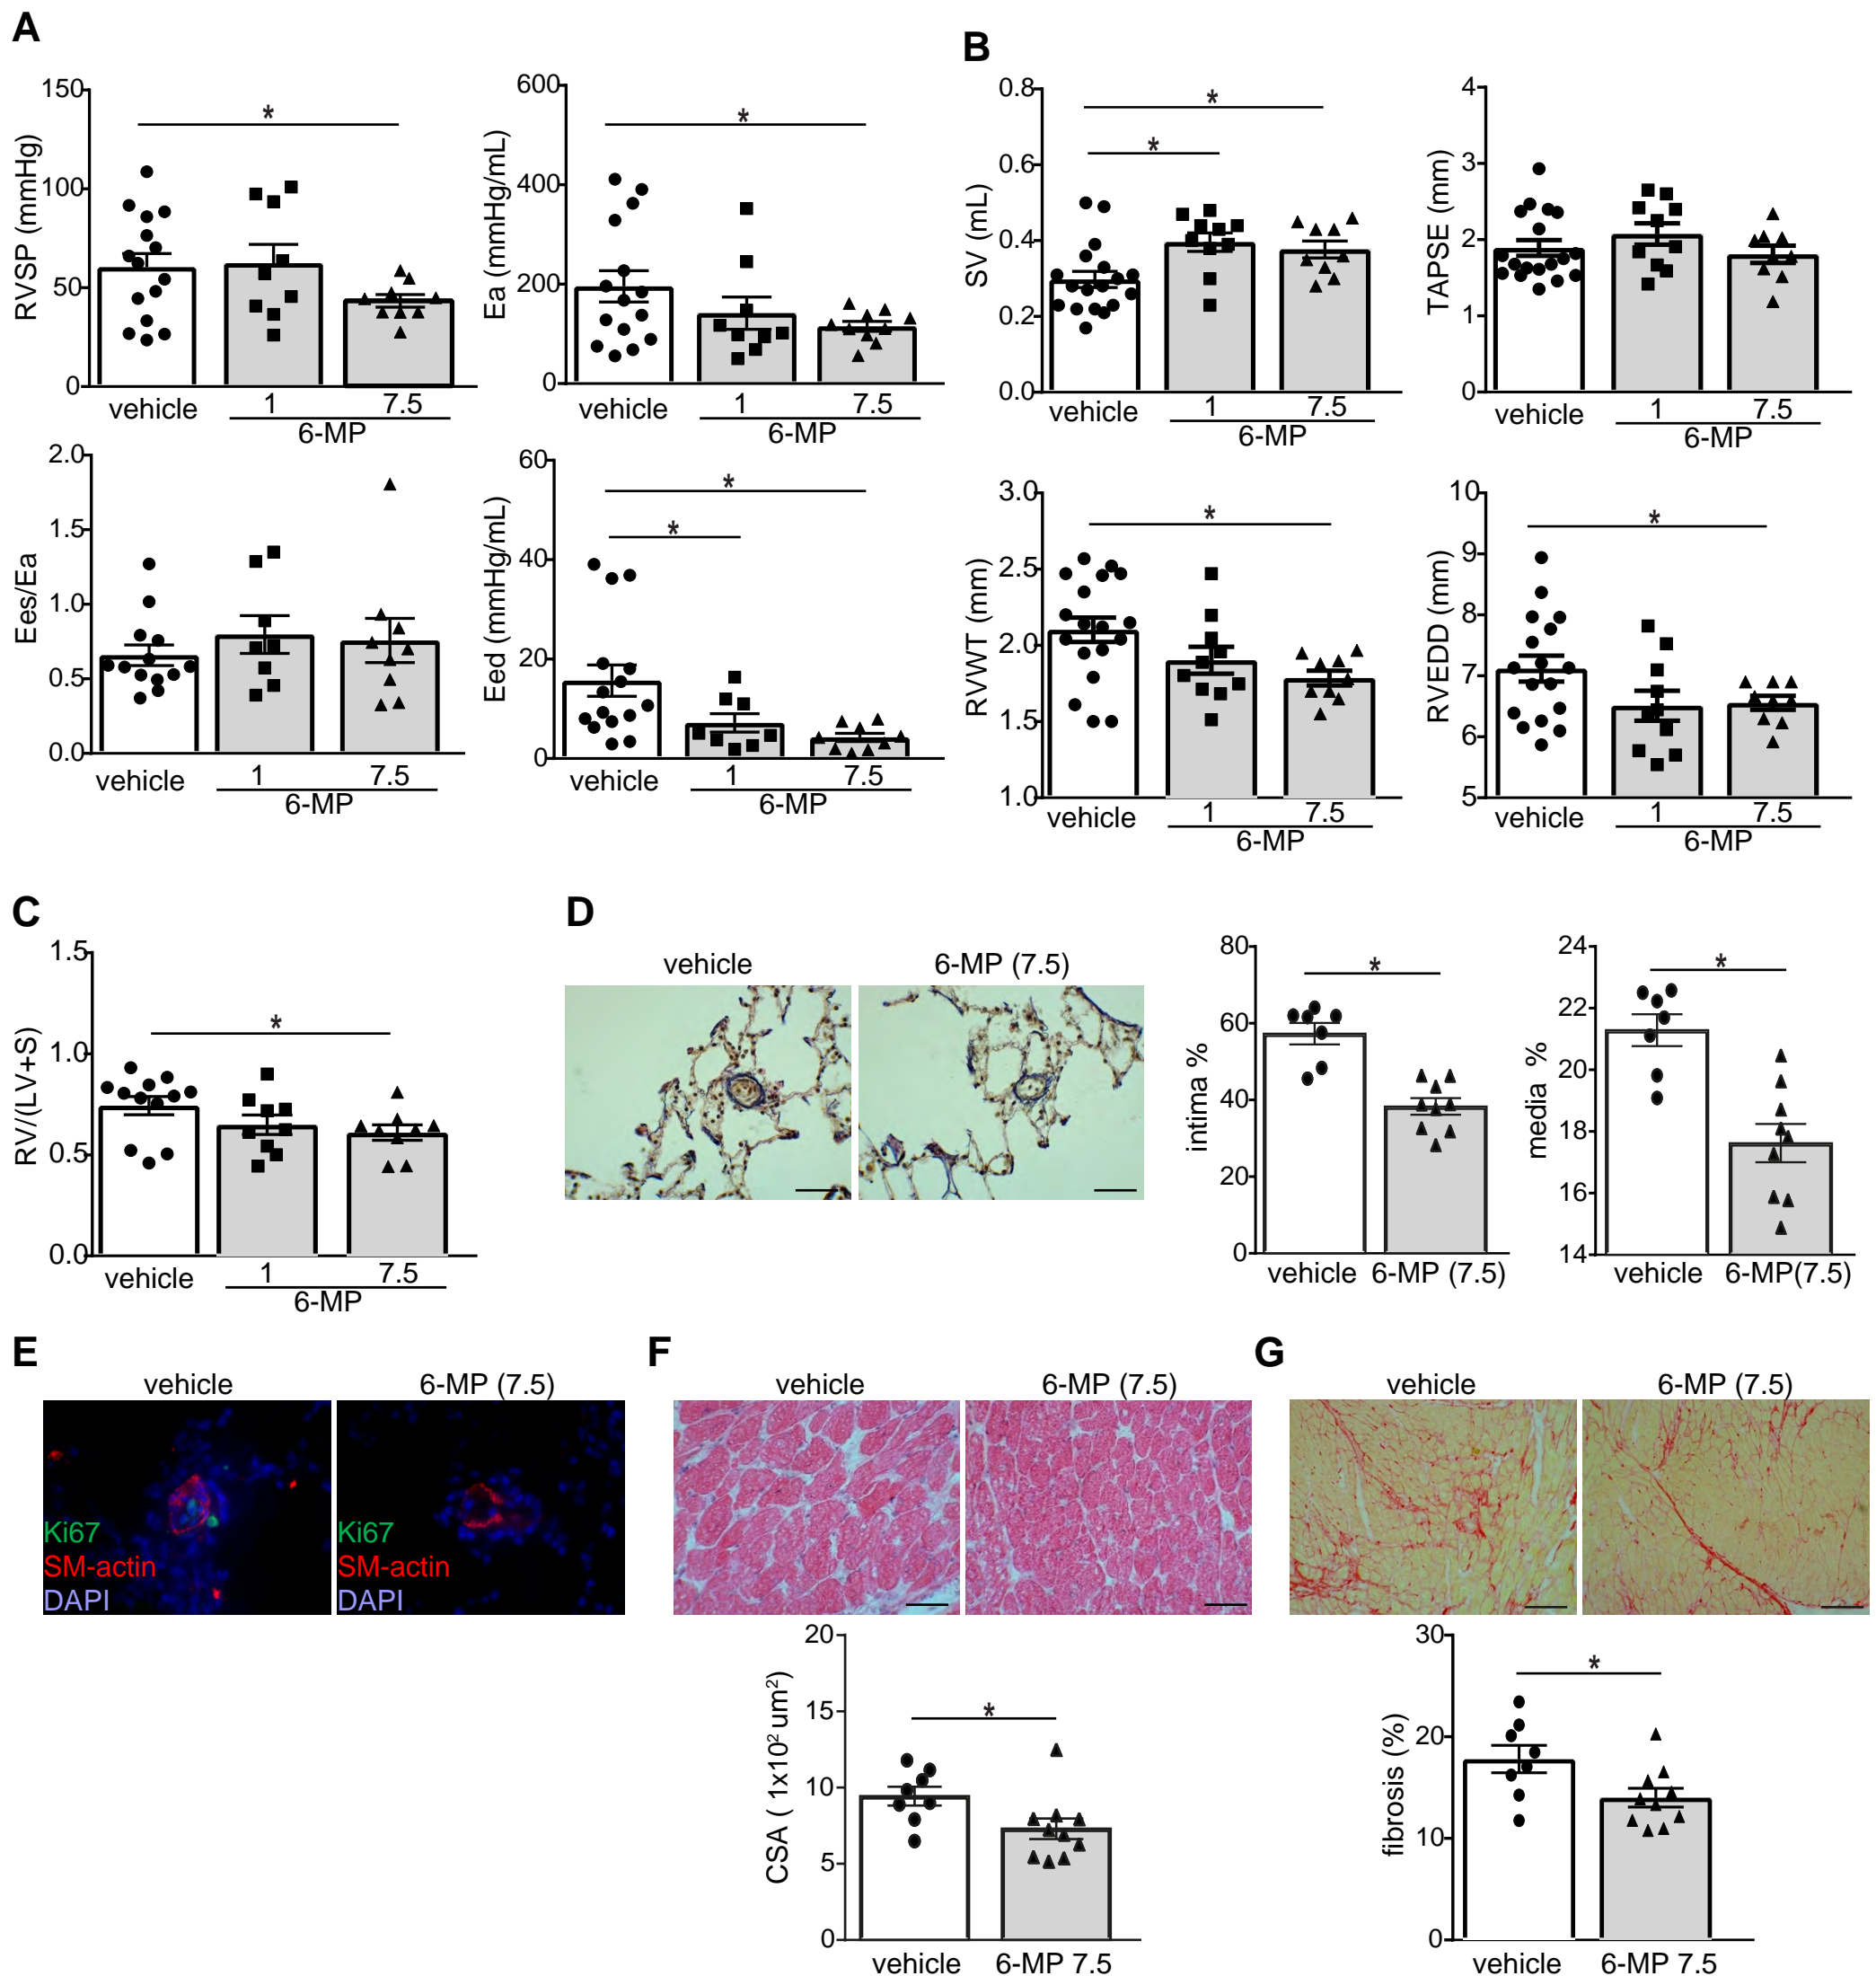 A
RVSP (mmHg)
150
100
50
0
*
vehicle
1
7.5
6-MP
Ea (mmHg/mL)
600
400
200
0
*
vehicle
1
7.5
6-MP
Ees/Ea
2.0
1.5
1.0
0.5
0.0
vehicle
1
7.5
6-MP
Eed (mmHg/mL)
60
40
20
0
*
*
vehicle
1
7.5
6-MP
B
SV (mL)
0.8
0.6
0.4
0.2
0.0
*
*
vehicle
1
7.5
6-MP
TAPSE (mm)
4
3
2
1
0
vehicle
1
7.5
6-MP
RVWT (mm)
3.0
2.5
2.0
1.5
1.0
*
vehicle
1
7.5
6-MP
RVEDD (mm)
10
9
8
7
6
5
*
vehicle
1
7.5
6-MP
C
RV/(LV+S)
1.5
1.0
0.5
0.0
*
vehicle
1
7.5
6-MP
D
vehicle
6-MP (7.5)
intima %
80
60
40
20
0
*
vehicle
6-MP (7.5)
media %
24
22
20
18
16
14
*
vehicle
6-MP(7.5)
E
vehicle
6-MP (7.5)
Ki67
SM-actin
DAPI
Ki67
SM-actin
DAPI
F
vehicle
6-MP (7.5)
CSA ( 1x10² um²)
20
15
10
5
0
*
vehicle
6-MP 7.5
G
vehicle
6-MP (7.5)
fibrosis (%)
30
20
10
0
*
vehicle
6-MP 7.5